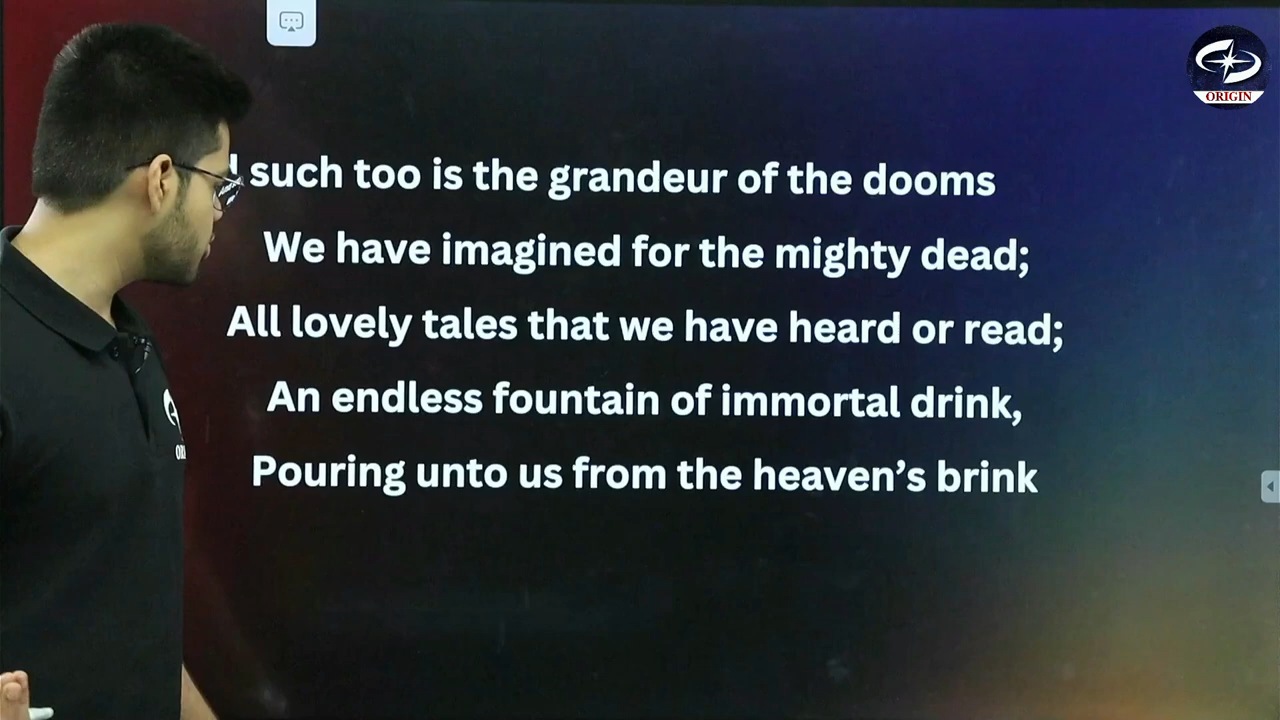 such too is the grandeur of the dooms
We have imagined for the mighty dead;
All lovely tales that we have heard or read;
An endless fountain of immortal drink,
Pouring unto us from the heaven’s brink
ORIGIN